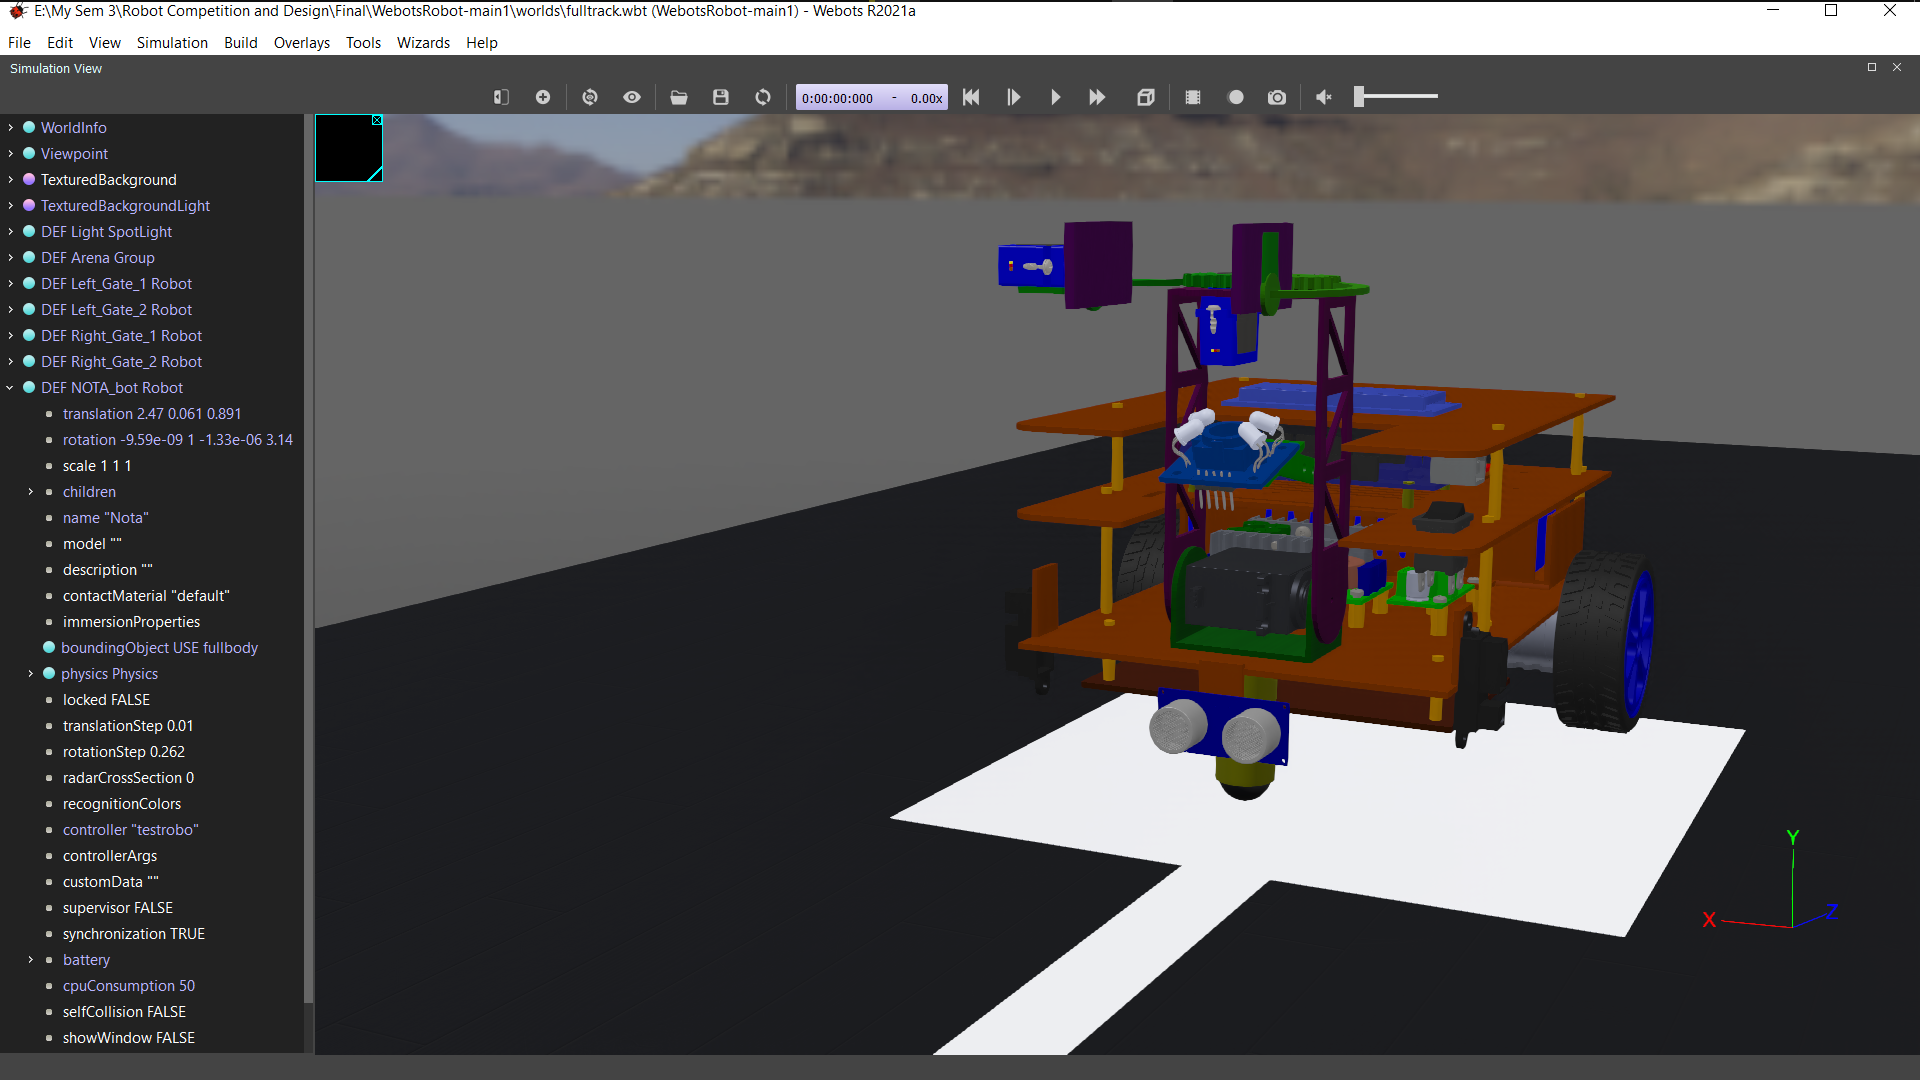 E:\My Sem 3\Robot Competition and Design\Final\WebotsRobot-main1\worlds\fulltrack.wbt (WebotsRobot-main1) - Webots R2021a
File Edit View Simulation Build Overlays Tools Wizards Help
Simulation View
0:00:00:000 - 0.00x
WorldInfo
Viewpoint
TexturedBackground
TexturedBackgroundLight
DEF Light SpotLight
DEF Arena Group
DEF Left_Gate_1 Robot
DEF Left_Gate_2 Robot
DEF Right_Gate_1 Robot
DEF Right_Gate_2 Robot
DEF NOTA_bot Robot
translation 2.47 0.061 0.891
rotation -9.59e-09 1 -1.33e-06 3.14
scale 1 1 1
children
name "Nota"
model ""
description ""
contactMaterial "default"
immersionProperties
boundingObject USE fullbody
physics Physics
locked FALSE
translationStep 0.01
rotationStep 0.262
radarCrossSection 0
recognitionColors
controller "testrobo"
controllerArgs
customData ""
supervisor FALSE
synchronization TRUE
battery
cpuConsumption 50
selfCollision FALSE
showWindow FALSE
Y
X
Z